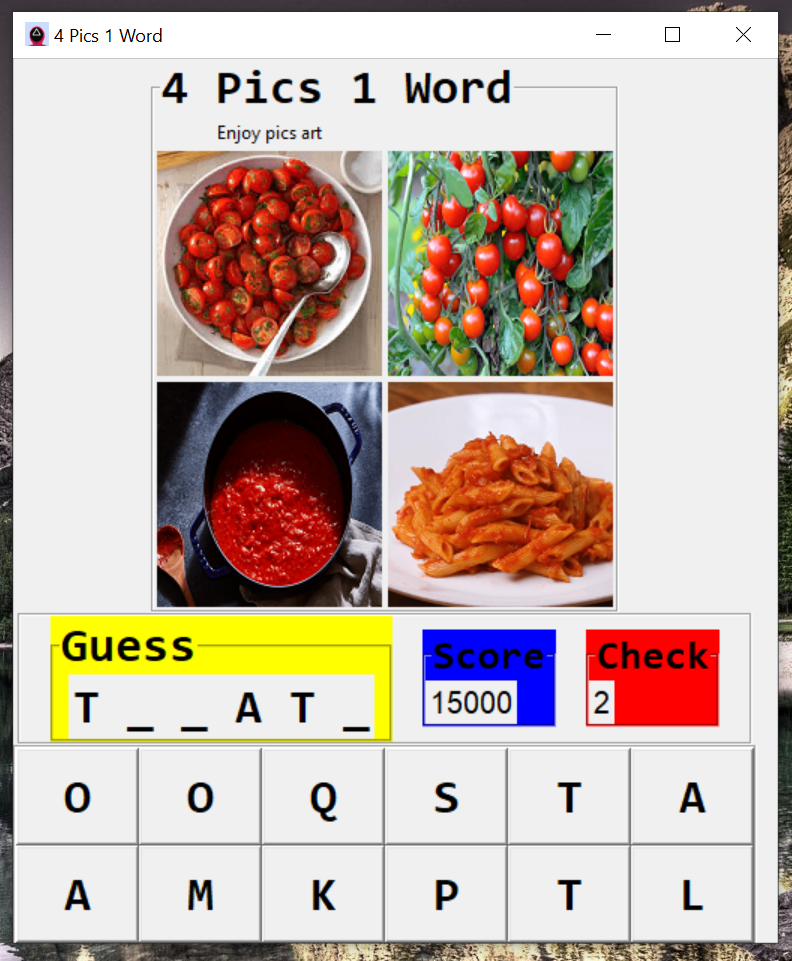 4 Pics 1 Word
4 Pics 1 Word
Enjoy pics art
Guess
T _ _ A T _
Score
15000
Check
2
O O Q S T A
A M K P T L